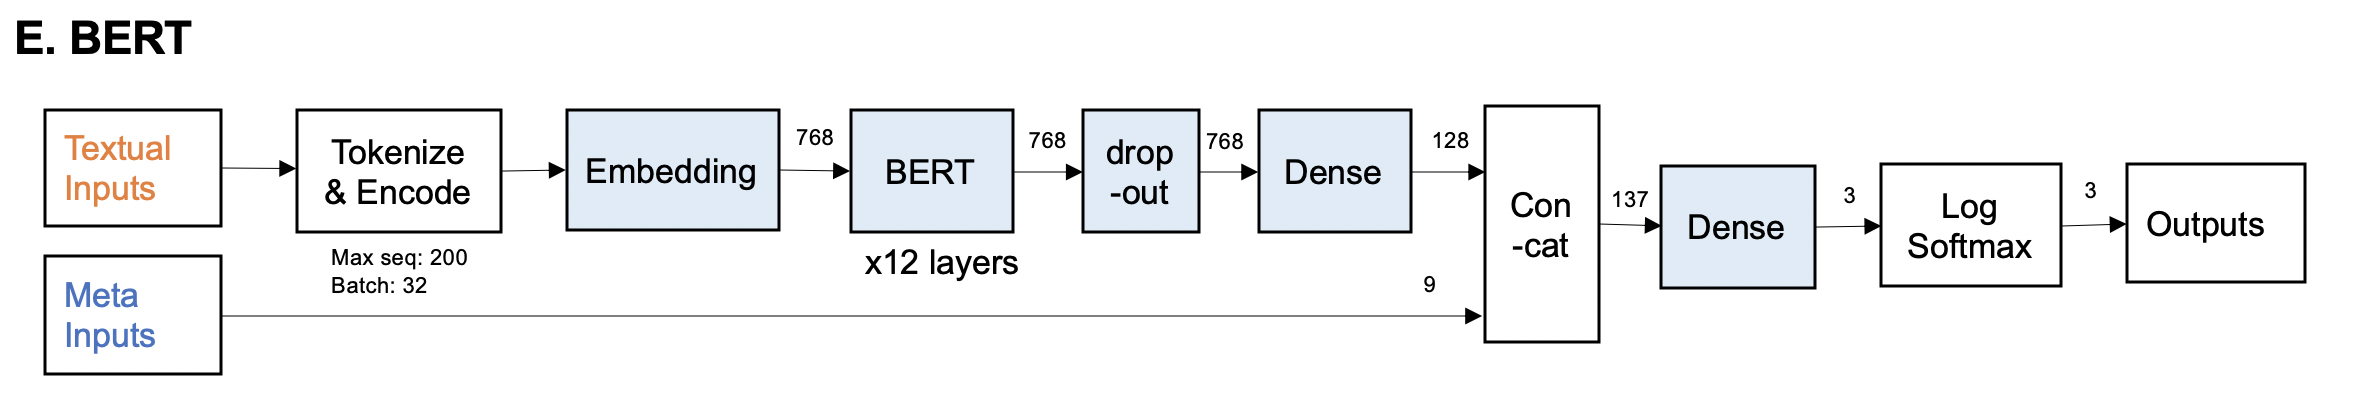 E. BERT
Textual
Inputs
Tokenize
& Encode
Max seq: 200
Batch: 32
Embedding
768
BERT
x12 layers
768
drop
-out
768
Dense
128
Meta
Inputs
9
Con
-cat
137
Dense
3
Log
Softmax
3
Outputs